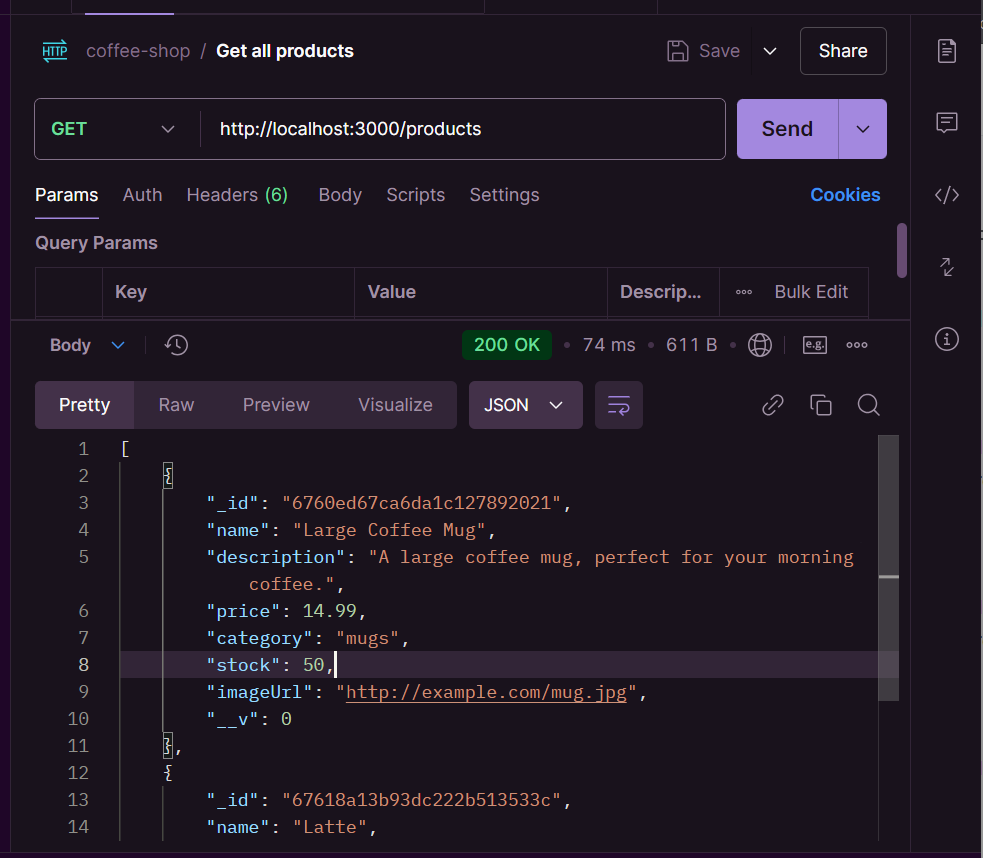 HTTP coffee-shop / Get all products Save Share
GET http://localhost:3000/products Send
Params Auth Headers (6) Body Scripts Settings Cookies
Query Params
Key Value Descrip... Bulk Edit
Body 200 OK • 74 ms • 611 B • e.g.
Pretty Raw Preview Visualize JSON
1 [
2 {
3 "_id": "6760ed67ca6da1c127892021",
4 "name": "Large Coffee Mug",
5 "description": "A large coffee mug, perfect for your morning
coffee.",
6 "price": 14.99,
7 "category": "mugs",
8 "stock": 50,
9 "imageUrl": "http://example.com/mug.jpg",
10 "__v": 0
11 },
12 {
13 "_id": "67618a13b93dc222b513533c",
14 "name": "Latte",